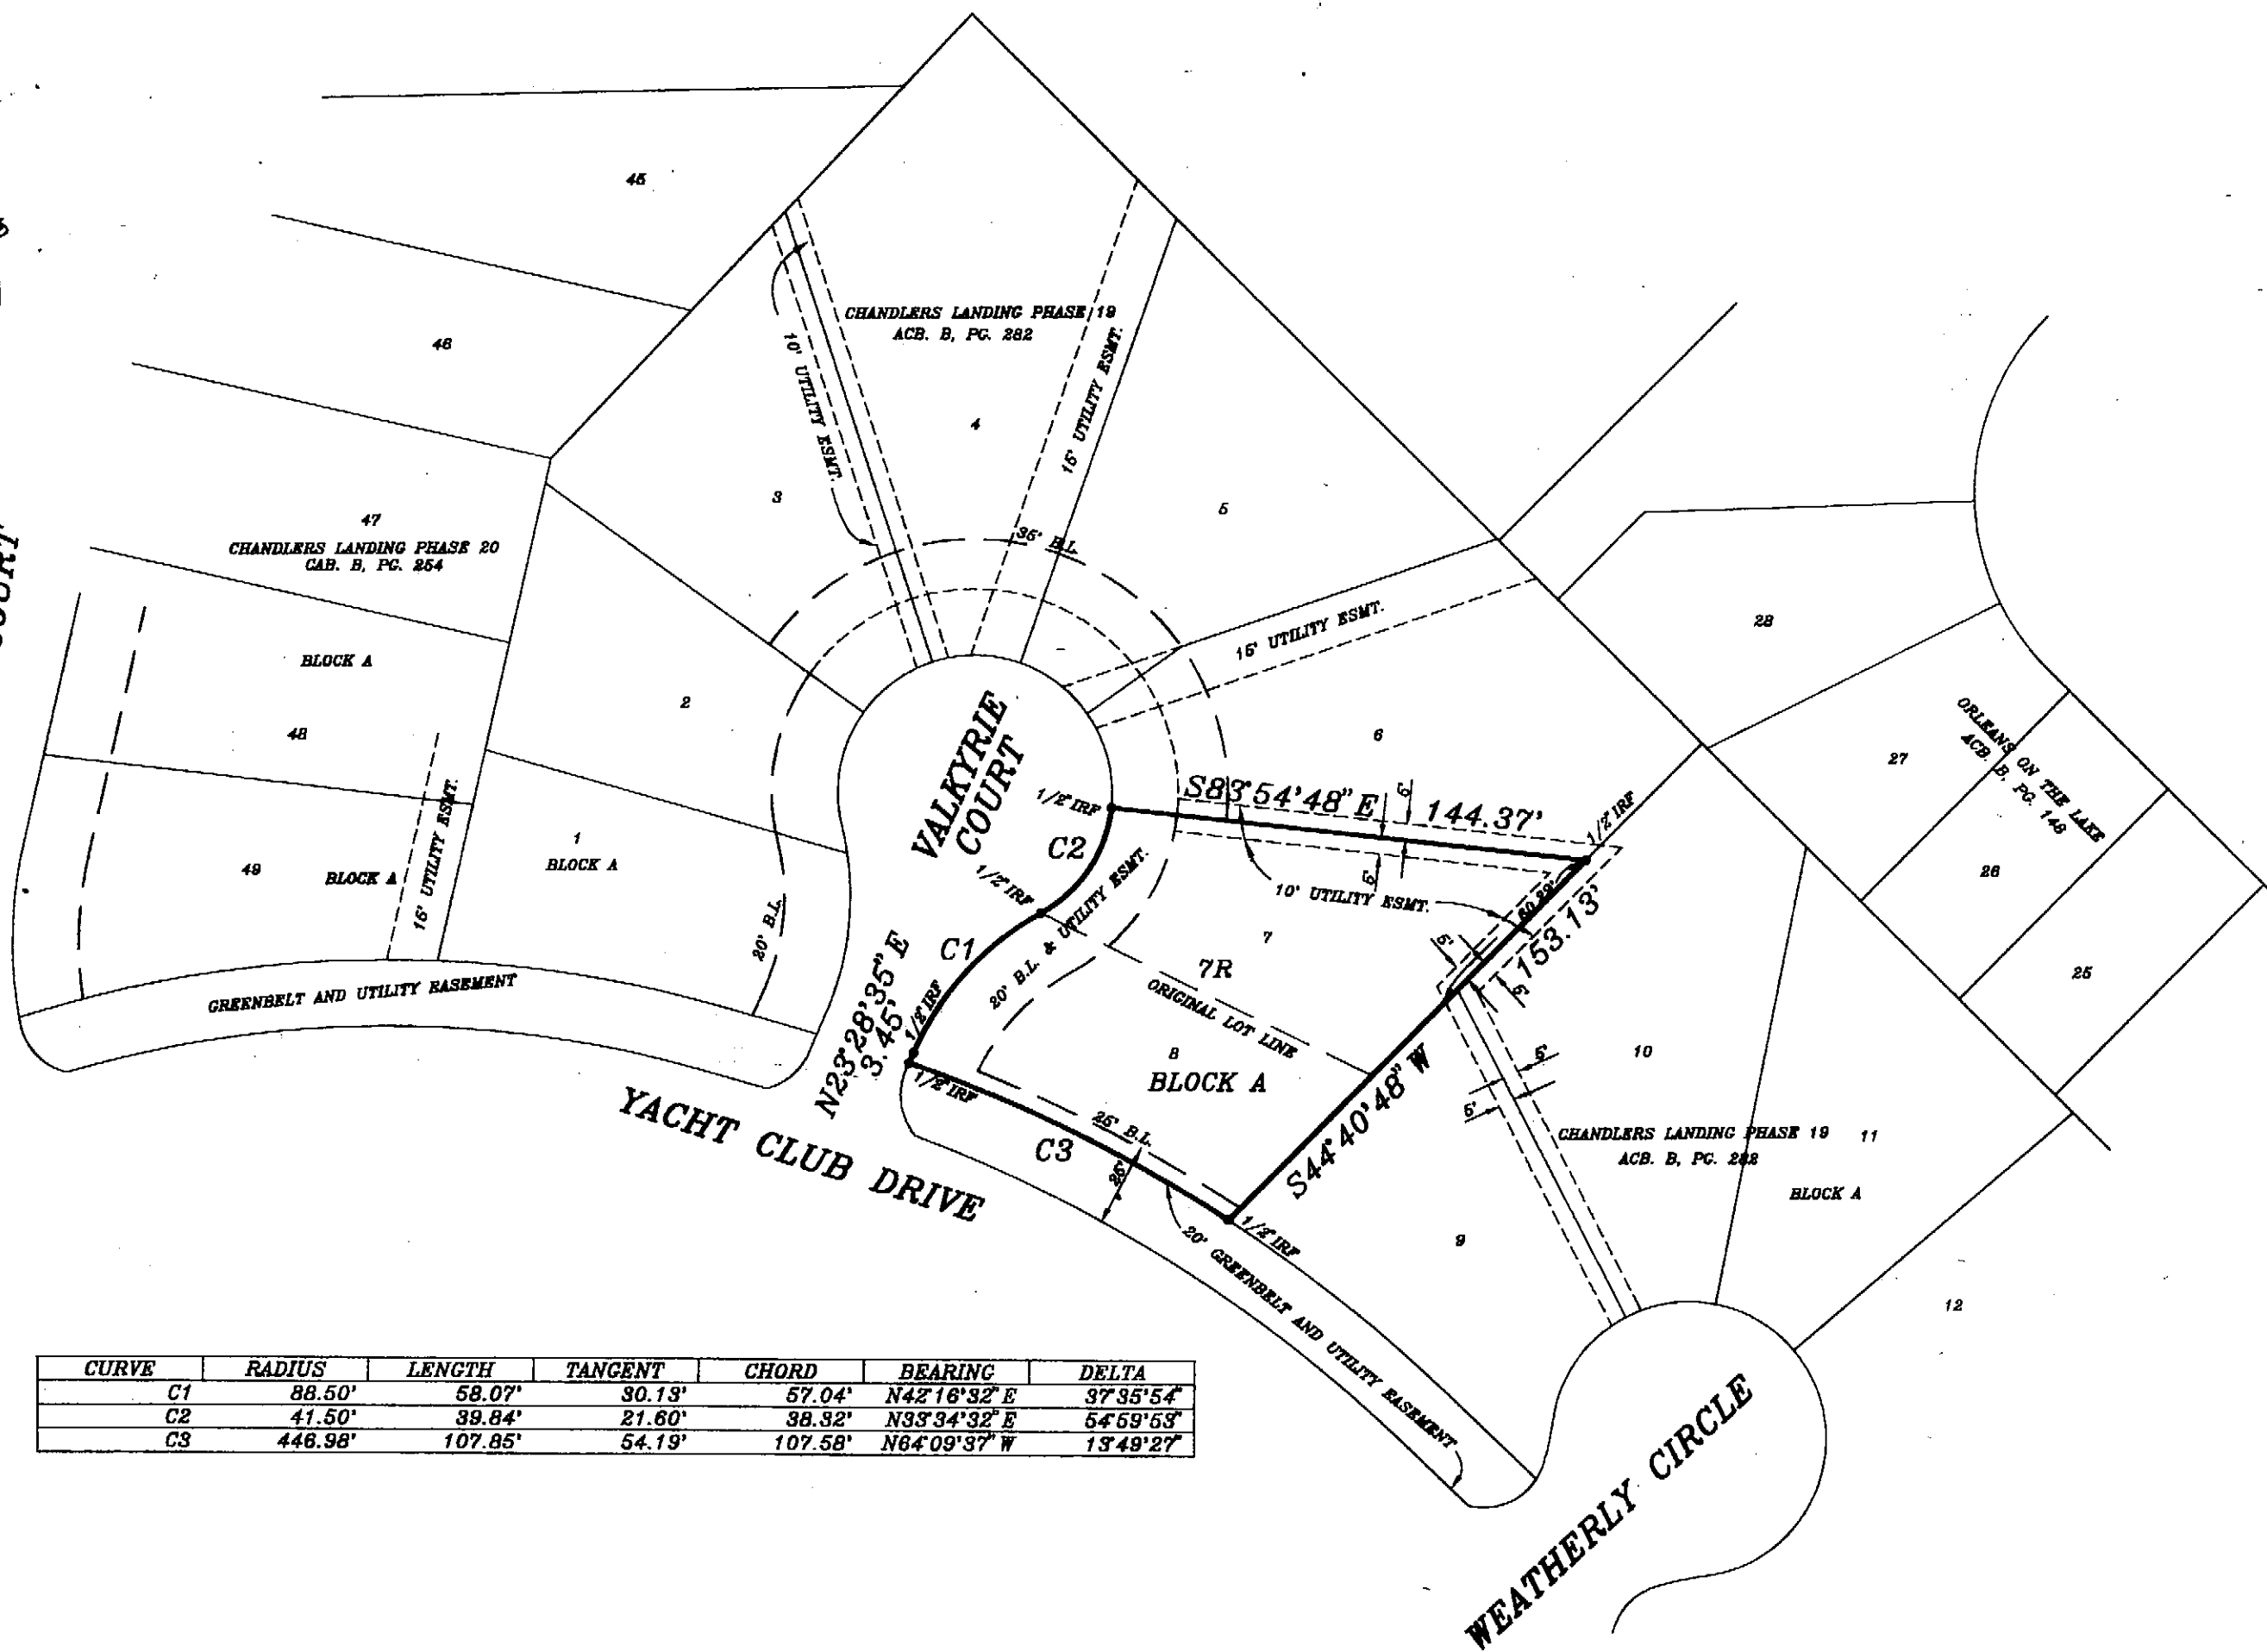 45
46
CHANDLERS LANDING PHASE 19
ACB. B, PG. 282
10' UTILITY ESMT.
15' UTILITY ESMT.
4
3
5
47
CHANDLERS LANDING PHASE 20
CAB. B, PG. 254
35' B.L.
BLOCK A
2
48
15' UTILITY ESMT.
28
6
27
ORLEANS ON THE LAKE
ACB. B, PG. 148
26
25
VALKYRIE
COURT
1/2" IRF
S83°54'48" E
144.37'
5'
5'
1/2" IRF
C2
1/2" IRF
10' UTILITY ESMT.
1
BLOCK A
49
BLOCK A
15' UTILITY ESMT.
20' B.L.
GREENBELT AND UTILITY EASEMENT
C1
20' B.L. & UTILITY ESMT.
7
7R
ORIGINAL LOT LINE
8
BLOCK A
153.13'
5'
5'
N23°28'35" E
3.45'
1/2" IRF
1/2" IRF
YACHT CLUB DRIVE
25' B.L.
C3
S44°40'48" W
1/2" IRF
10
5'
5'
CHANDLERS LANDING PHASE 19
ACB. B, PG. 282
11
BLOCK A
9
20' GREENBELT AND UTILITY EASEMENT
12
WEATHERLY CIRCLE
COURT
CURVE RADIUS LENGTH TANGENT CHORD BEARING DELTA
C1 88.50' 58.07' 30.13' 57.04' N42°16'32" E 37°35'54"
C2 41.50' 39.84' 21.60' 38.32' N33°34'32" E 54°59'53"
C3 446.98' 107.85' 54.19' 107.58' N64°09'37" W 13°49'27"